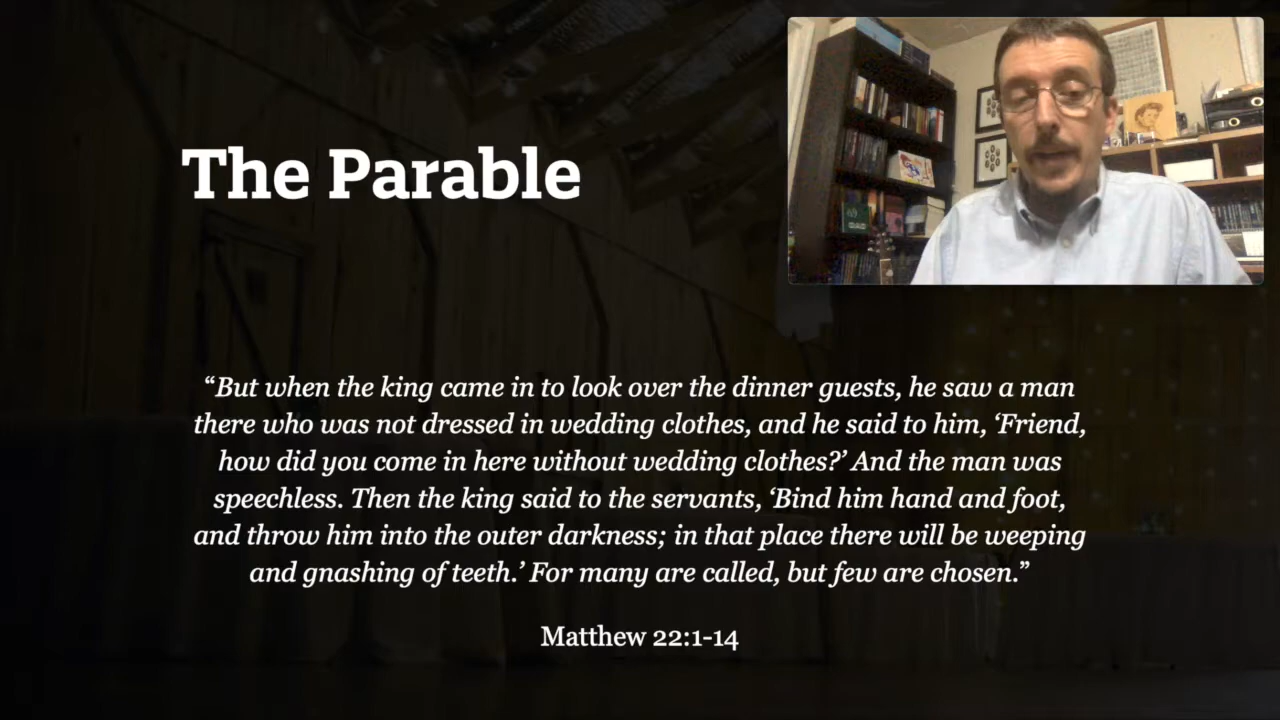 The Parable
“But when the king came in to look over the dinner guests, he saw a man
there who was not dressed in wedding clothes, and he said to him, ‘Friend,
how did you come in here without wedding clothes?’ And the man was
speechless. Then the king said to the servants, ‘Bind him hand and foot,
and throw him into the outer darkness; in that place there will be weeping
and gnashing of teeth.’ For many are called, but few are chosen.”
Matthew 22:1-14